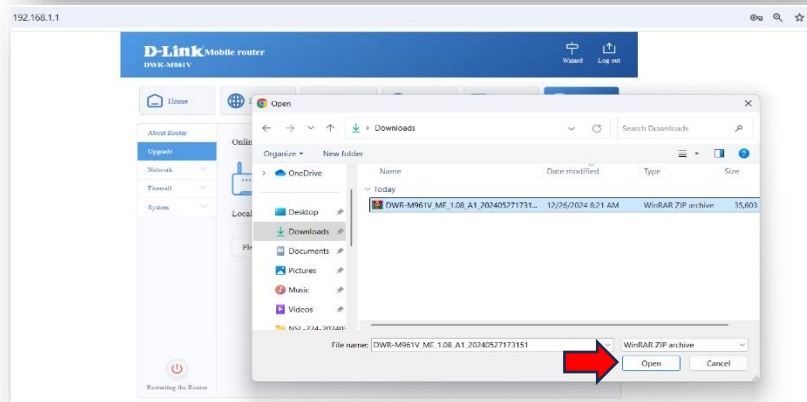 192.168.1.1
D-Link Mobile router
DWR-M961V
Wizard
Log out
Home
Open
Downloads
Search Downloads
About Router
Upgrade
Network
Firewall
System
Organize
New folder
Name
Date modified
Type
Size
OneDrive
Today
DWR-M961V_ME_1.08_A1_202405271731...
12/26/2024 8:21 AM
WinRAR ZIP archive
35,603
Desktop
Downloads
Documents
Pictures
Music
Videos
File name:
DWR-M961V_ME_1.08_A1_20240527173151
WinRAR ZIP archive
Open
Cancel
Restarting the Router